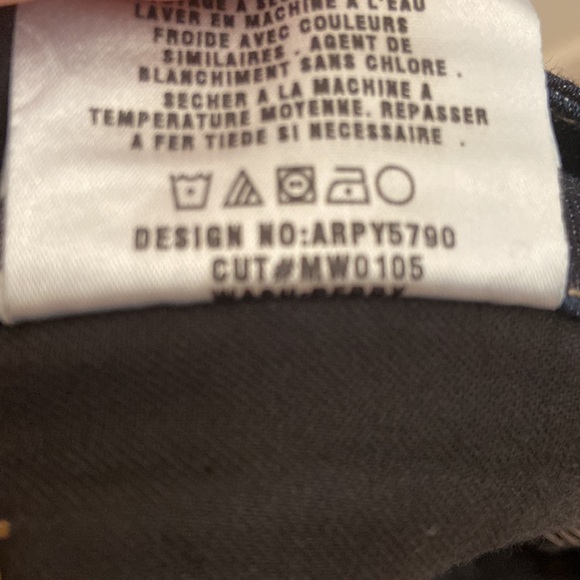 A L'EAU
LAVER EN MACHINE
FROIDE AVEC COULEURS
SIMILAIRES . AGENT DE
BLANCHIMENT SANS CHLORE .
SECHER A LA MACHINE A
TEMPERATURE MOYENNE. REPASSER
A FER TIEDE SI NECESSAIRE .
DESIGN NO:ARPY5790
CUT#MW0105